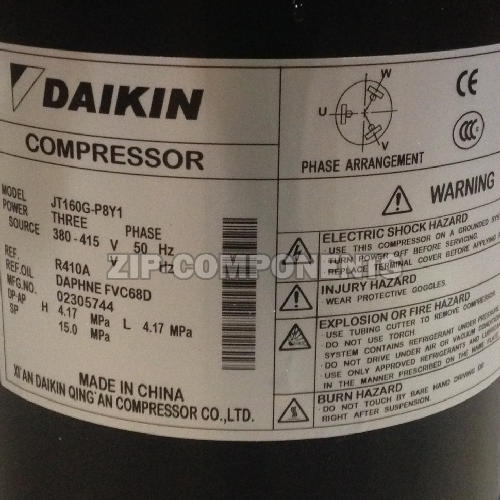 DAIKIN
COMPRESSOR
MODEL JT160G-P8Y1
POWER THREE PHASE
SOURCE 380-415 V 50 Hz
V Hz
REF. R410A
REF.OIL DAPHNE FVC68D
MFG.NO. 02305744
DP-AP H 4.17 MPa L 4.17 MPa
SP 15.0 MPa
MADE IN CHINA
XI'AN DAIKIN QING'AN COMPRESSOR CO.,LTD.
U
V
W
PHASE ARRANGEMENT
CE
CCC
WARNING
ELECTRIC SHOCK HAZARD
• USE THIS COMPRESSOR ON A GROUNDED
• TURN POWER OFF BEFORE SERVICING.
• REPLACE TERMINAL COVER BEFORE APPLYING
INJURY HAZARD
• WEAR PROTECTIVE GOGGLES.
EXPLOSION OR FIRE HAZARD
• USE TUBING CUTTER TO REMOVE COMPRESSOR.
• DO NOT USE TORCH.
SYSTEM CONTAINS REFRIGERANT UNDER PRESSURE.
• DO NOT DRIVE UNDER AIR OR VACUUM CONDITION
• USE ONLY APPROVED REFRIGERANTS AND
IN THE MANNER PRESCRIBED ON THE NAME PLATE.
BURN HAZARD
• DO NOT TOUCH BY BARE HAND DRIVING OR
RIGHT AFTER SUSPENSION.
ZIP-COMPONENTS